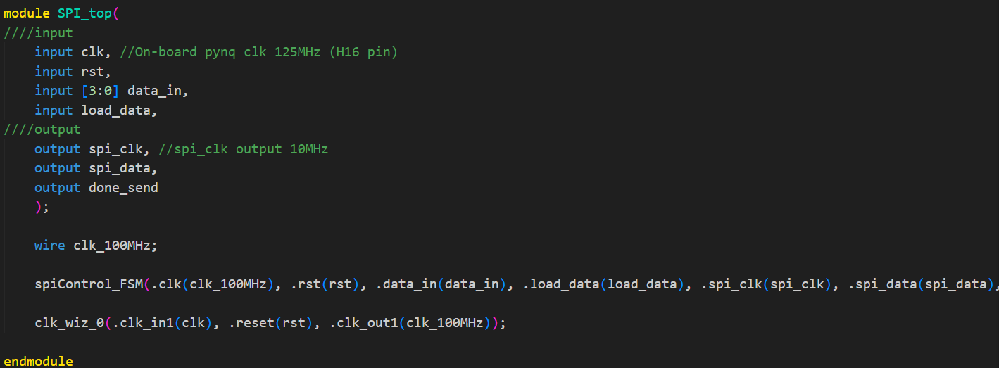 module SPI_top(
////input
    input clk, //On-board pynq clk 125MHz (H16 pin)
    input rst,
    input [3:0] data_in,
    input load_data,
////output
    output spi_clk, //spi_clk output 10MHz
    output spi_data,
    output done_send
    );
    wire clk_100MHz;
    spiControl_FSM(.clk(clk_100MHz), .rst(rst), .data_in(data_in), .load_data(load_data), .spi_clk(spi_clk), .spi_data(spi_data),
    clk_wiz_0(.clk_in1(clk), .reset(rst), .clk_out1(clk_100MHz));
endmodule